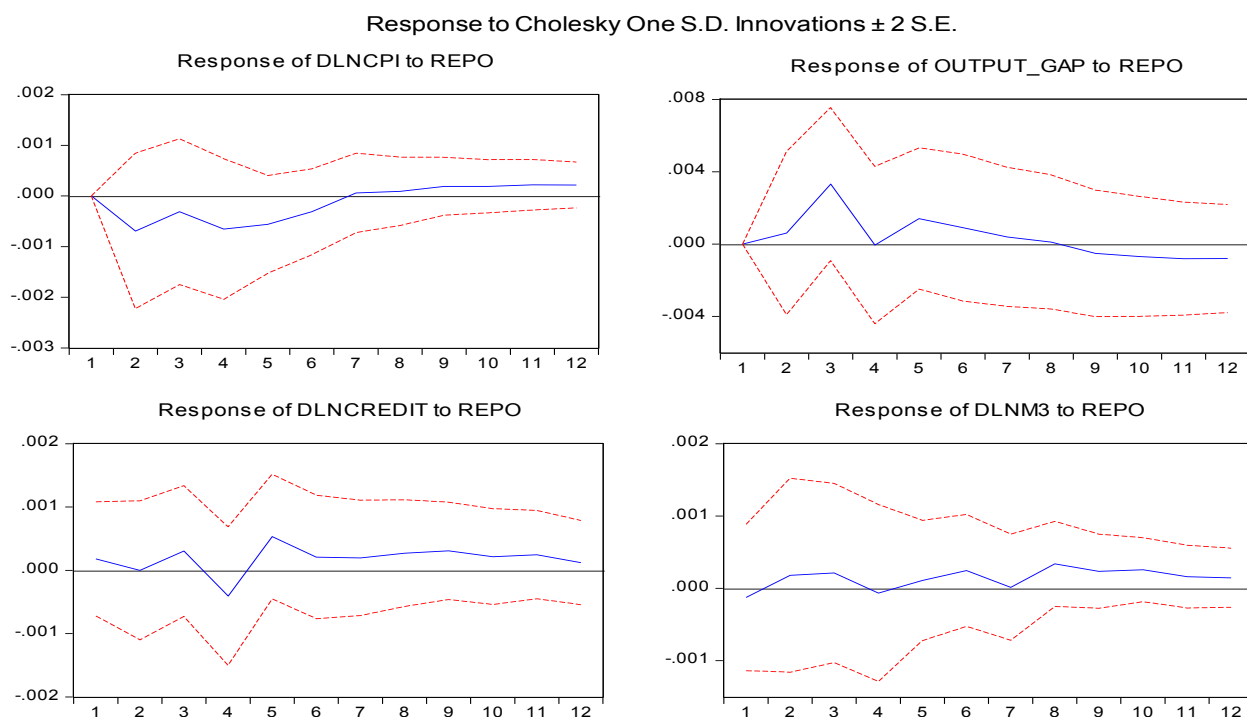 Response to Cholesky One S.D. Innovations ± 2 S.E.
Response of DLNCPI to REPO
.002
.001
.000
-.001
-.002
-.003
1 2 3 4 5 6 7 8 9 10 11 12
Response of OUTPUT_GAP to REPO
.008
.004
.000
-.004
1 2 3 4 5 6 7 8 9 10 11 12
Response of DLNCREDIT to REPO
.002
.001
.000
-.001
-.002
1 2 3 4 5 6 7 8 9 10 11 12
Response of DLNM3 to REPO
.002
.001
.000
-.001
1 2 3 4 5 6 7 8 9 10 11 12